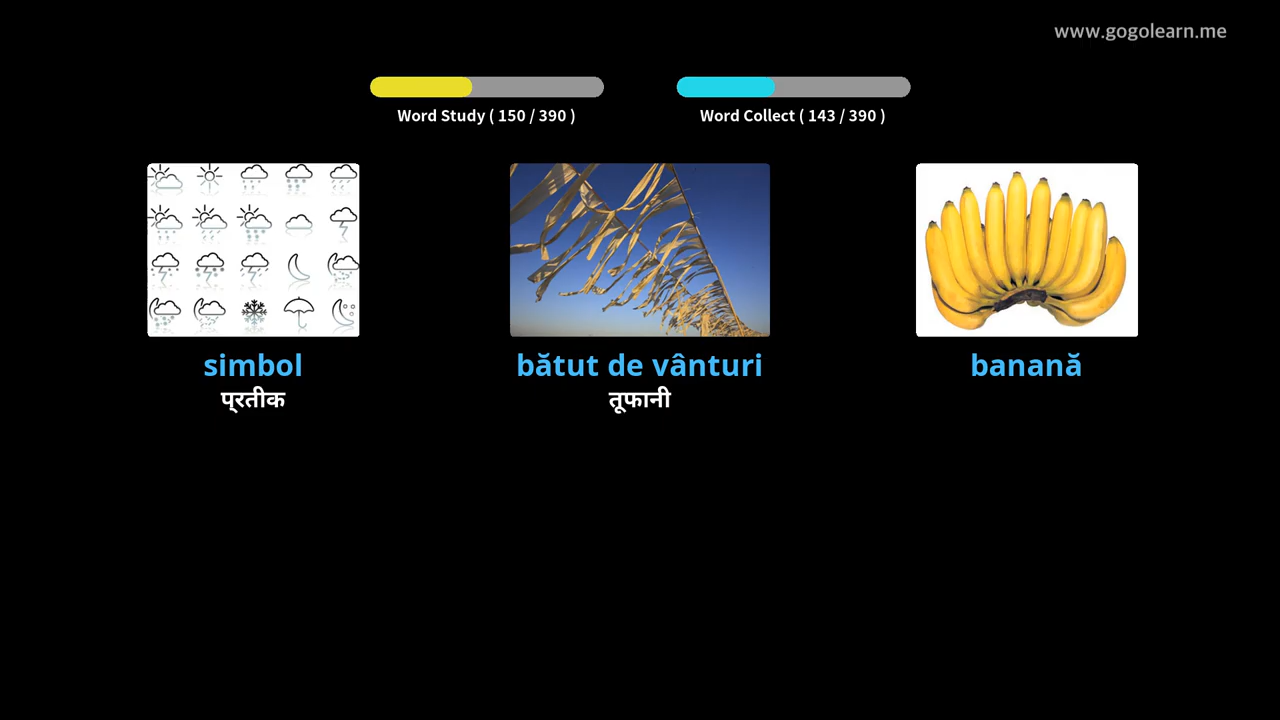 www.gogolearn.me
Word Study ( 150 / 390 )
Word Collect ( 143 / 390 )
simbol
प्रतीक
bătut de vânturi
तूफानी
banană